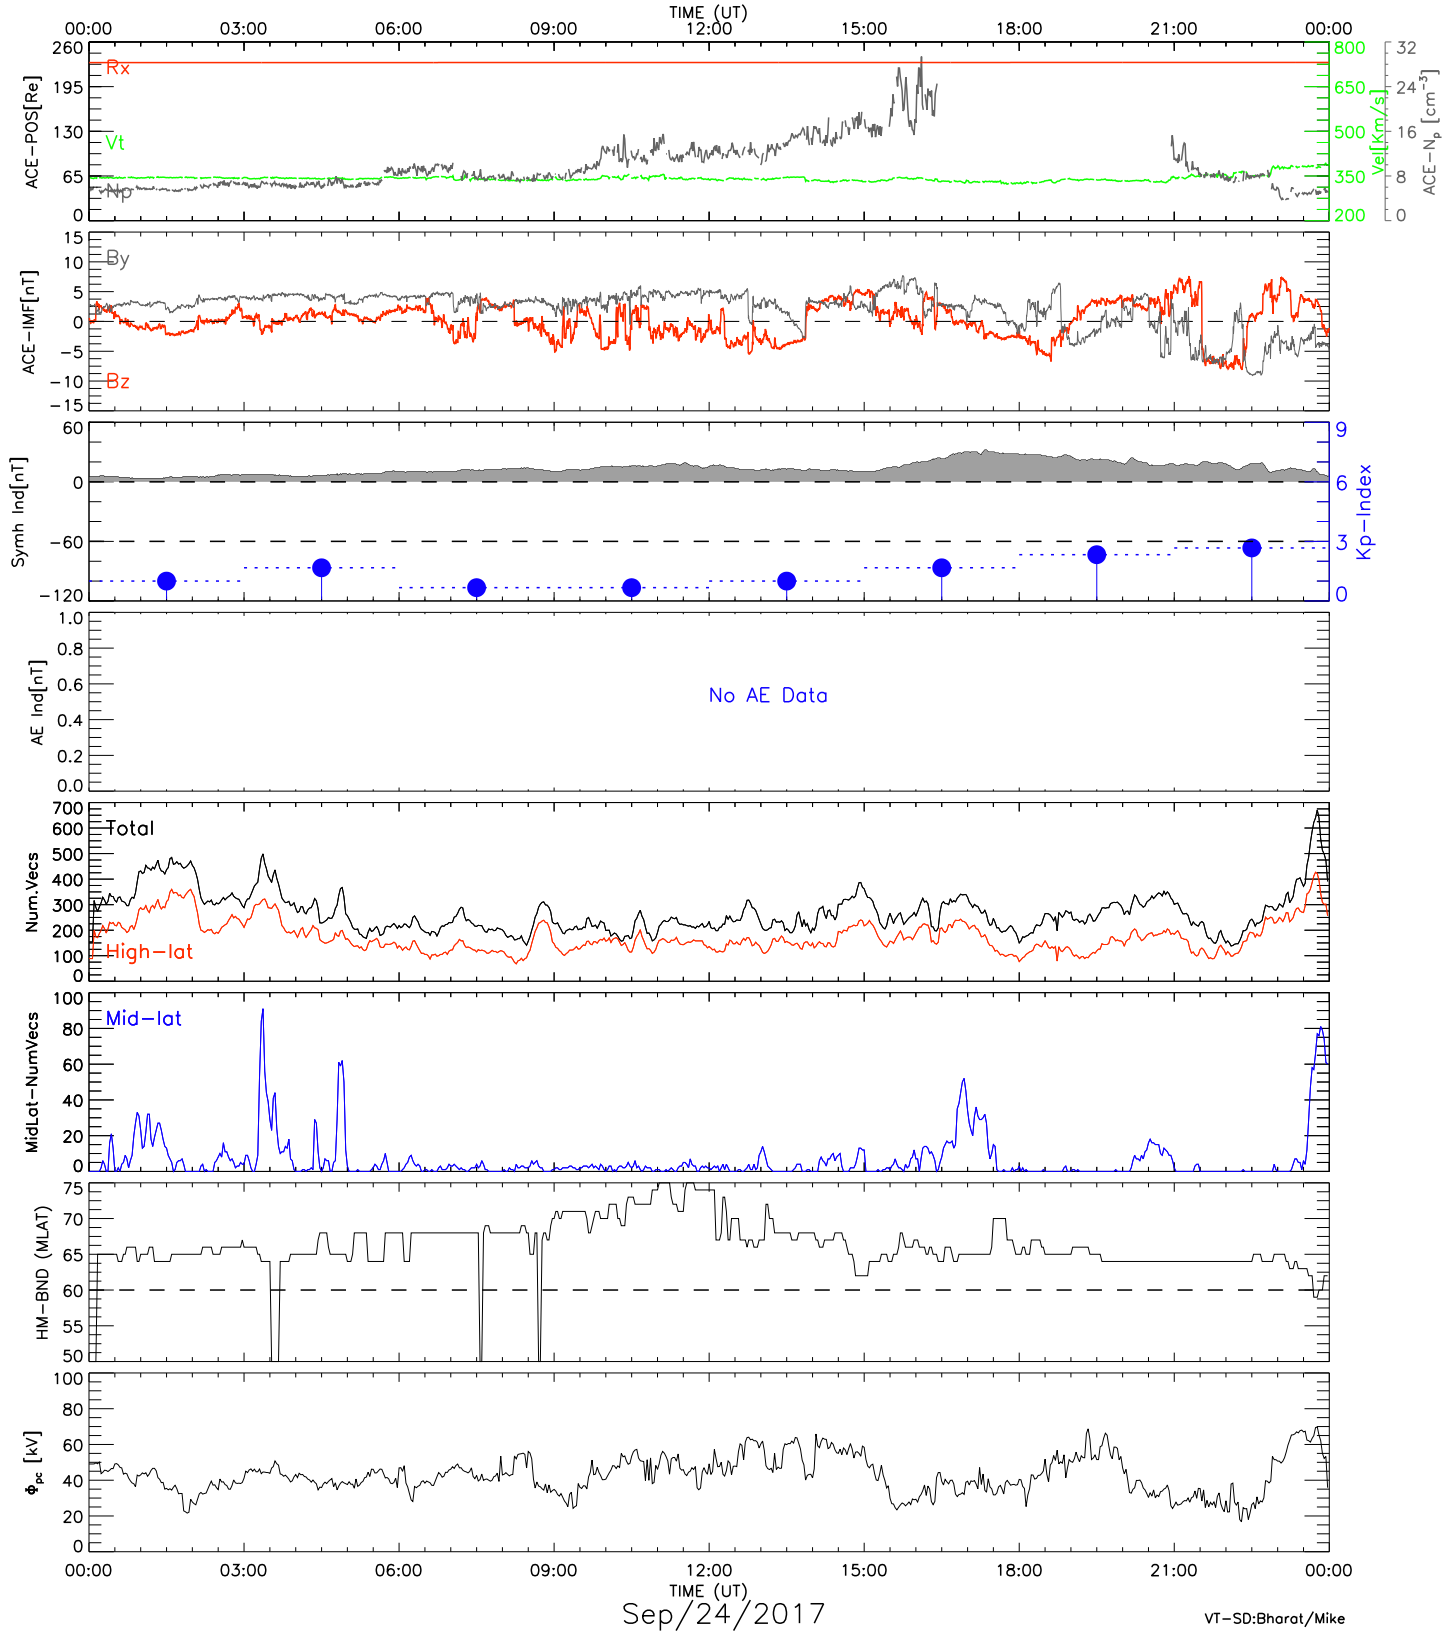 TIME (UT)
00:00 03:00 06:00 09:00 12:00 15:00 18:00 21:00 00:00
ACE-POS[Re]
260
195
130
65
0
Rx
Vt
Np
800
650
500
350
200
Vel[Km/s]
32
24
16
8
0
ACE-Np [cm-3]
ACE-IMF[nT]
15
10
5
0
-5
-10
-15
By
Bz
Symh Ind[nT]
60
0
-60
-120
9
6
3
0
Kp-Index
AE Ind[nT]
1.0
0.8
0.6
0.4
0.2
0.0
No AE Data
Num.Vecs
700
600
500
400
300
200
100
0
Total
High-lat
MidLat-NumVecs
100
80
60
40
20
0
Mid-lat
HM-BND (MLAT)
75
70
65
60
55
50
Φpc [kV]
100
80
60
40
20
0
00:00 03:00 06:00 09:00 12:00 15:00 18:00 21:00 00:00
TIME (UT)
Sep/24/2017
VT-SD:Bharat/Mike